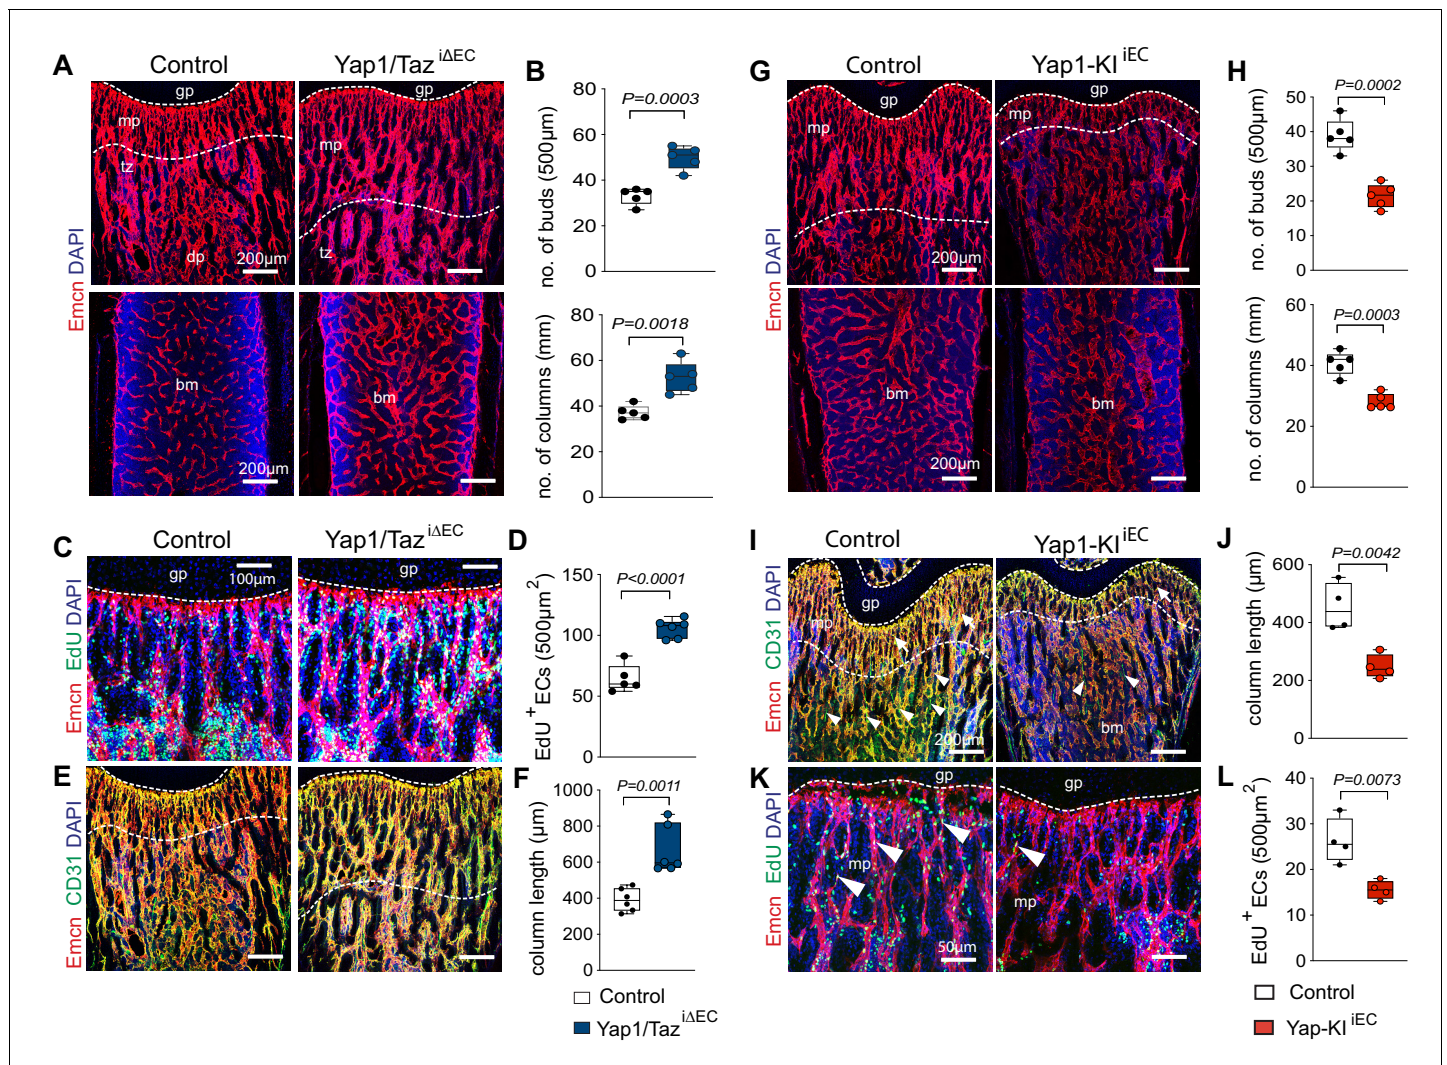 A
Control
Yap1/Taz iΔEC
gp
gp
mp
mp
tz
tz
dp
200µm
bm
bm
200µm
Emcn DAPI
B
P=0.0003
80
60
40
20
0
no. of buds (500µm)
P=0.0018
80
60
40
20
0
no. of columns (mm)
G
Control
Yap1-KI iEC
gp
gp
mp
mp
200µm
bm
bm
200µm
Emcn DAPI
H
P=0.0002
50
40
30
20
10
0
no. of buds (500µm)
P=0.0003
60
40
20
0
no. of columns (mm)
C
Control
Yap1/Taz iΔEC
gp
100µm
gp
Emcn EdU DAPI
D
P<0.0001
150
100
50
0
EdU + ECs (500µm 2)
E
Emcn CD31 DAPI
F
P=0.0011
1000
800
600
400
200
0
column length (µm)
Control
Yap1/Taz iΔEC
I
Control
Yap1-KI iEC
gp
mp
bm
200µm
Emcn CD31 DAPI
J
P=0.0042
600
400
200
0
column length (µm)
K
gp
gp
mp
mp
50µm
Emcn EdU DAPI
L
P=0.0073
40
30
20
10
0
EdU + ECs (500µm 2)
Control
Yap-KI iEC